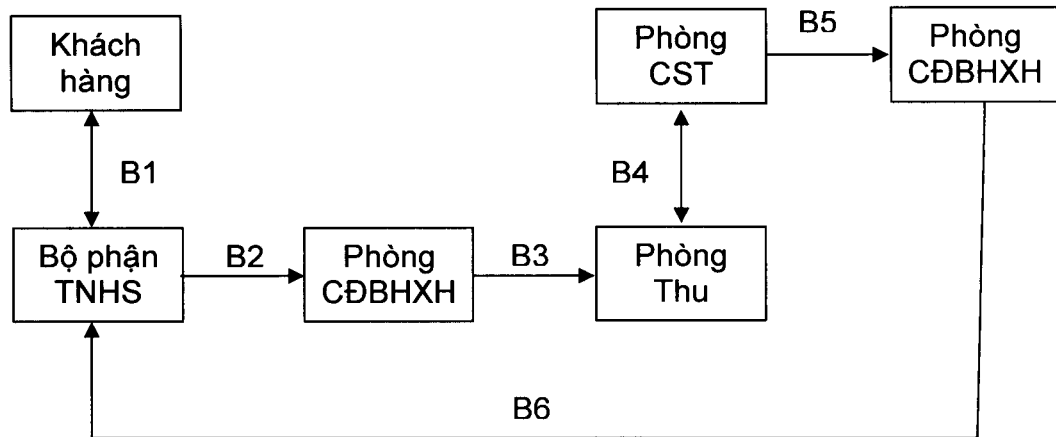 Khách
hàng
Phòng
CST
B5
Phòng
CĐBHXH
B1
B4
Bộ phận
TNHS
B2
Phòng
CĐBHXH
B3
Phòng
Thu
B6